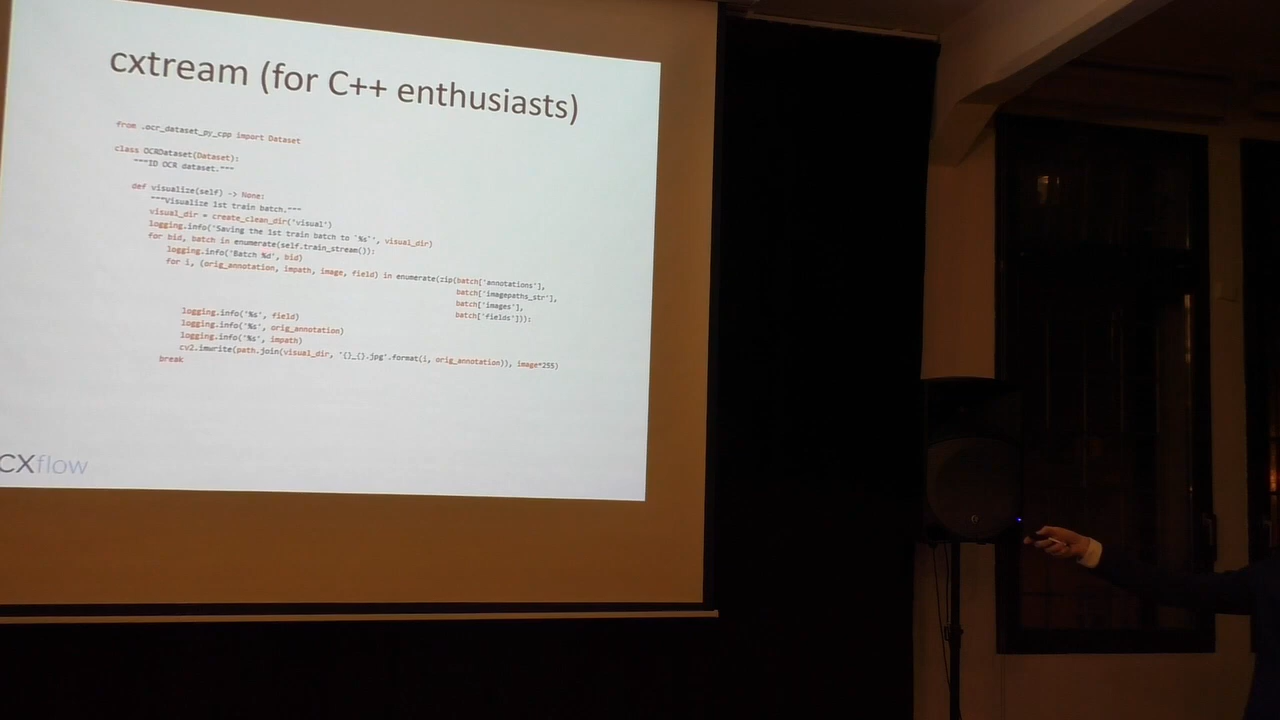 cxtream (for C++ enthusiasts)
from .ocr_dataset_py_cpp import Dataset
class OCRDataset(Dataset):
"""ID OCR dataset."""
def visualize(self) -> None:
"""Visualize 1st train batch."""
visual_dir = create_clean_dir('visual')
logging.info('Saving the 1st train batch to `%s`', visual_dir)
for bid, batch in enumerate(self.train_stream()):
logging.info('Batch %d', bid)
for i, (orig_annotation, impath, image, field) in enumerate(zip(batch['annotations'],
batch['imagepaths_str'],
batch['images'],
batch['fields'])):
logging.info('%s', field)
logging.info('%s', orig_annotation)
logging.info('%s', impath)
cv2.imwrite(path.join(visual_dir, '{}_{}.jpg'.format(i, orig_annotation)), image*255)
break
CXflow